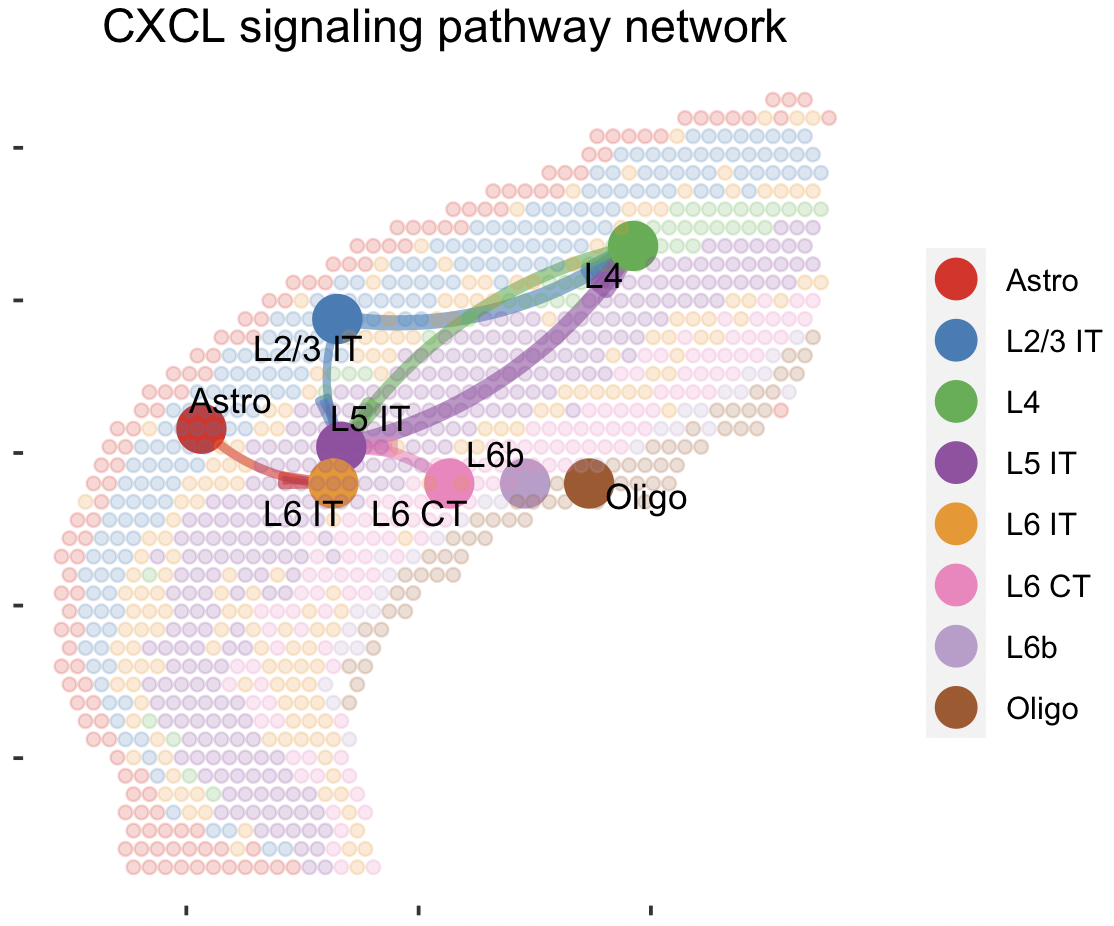 CXCL signaling pathway network
L4
L2/3 IT
Astro
L5 IT
L6b
Oligo
L6 IT
L6 CT
Astro
L2/3 IT
L4
L5 IT
L6 IT
L6 CT
L6b
Oligo